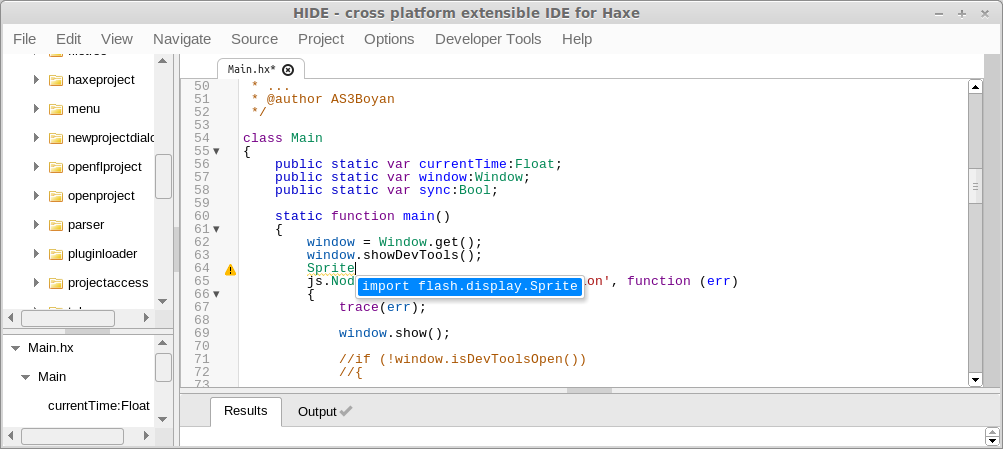 HIDE - cross platform extensible IDE for Haxe
File Edit View Navigate Source Project Options Developer Tools Help
haxeproject
menu
newprojectdialo
openflproject
openproject
parser
pluginloader
projectaccess
Main.hx
Main
currentTime:Float
Main.hx*
50 * ...
51 * @author AS3Boyan
52 */
53
54 class Main
55 {
56 public static var currentTime:Float;
57 public static var window:Window;
58 public static var sync:Bool;
59
60 static function main()
61 {
62 window = Window.get();
63 window.showDevTools();
64 Sprite
import flash.display.Sprite
65 js.Nod on', function (err)
66 {
67 trace(err);
68
69 window.show();
70
71 //if (!window.isDevToolsOpen())
72 //{
73
Results Output